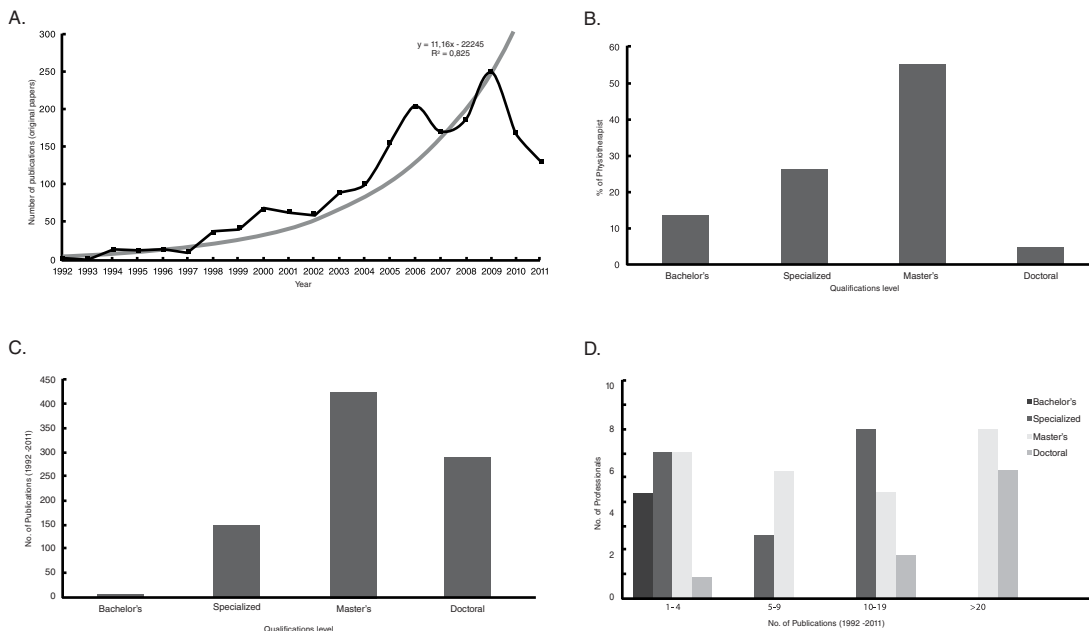 A.
300
250
200
150
100
50
0
Number of publications (original papers)
y = 11,16x - 22245
R² = 0,825
1992 1993 1994 1995 1996 1997 1998 1999 2000 2001 2002 2003 2004 2005 2006 2007 2008 2009 2010 2011
Year
B.
60
50
40
30
20
10
0
% of Physiotherapist
Bachelor's Specialized Master's Doctoral
Qualifications level
C.
450
400
350
300
250
200
150
100
50
0
No. of Publications (1992 -2011)
Bachelor's Specialized Master's Doctoral
Qualifications level
D.
10
8
6
4
2
0
No. of Professionals
Bachelor's
Specialized
Master's
Doctoral
1-4 5-9 10-19 >20
No. of Publications (1992 -2011)